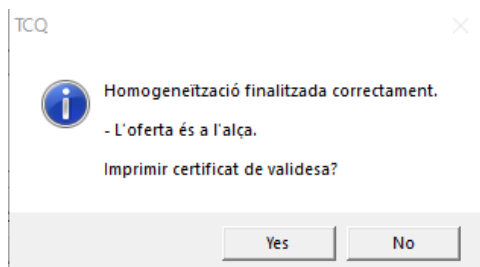 TCQ
Homogeneïtzació finalitzada correctament.
- L'oferta és a l'alça.
Imprimir certificat de validesa?
Yes
No